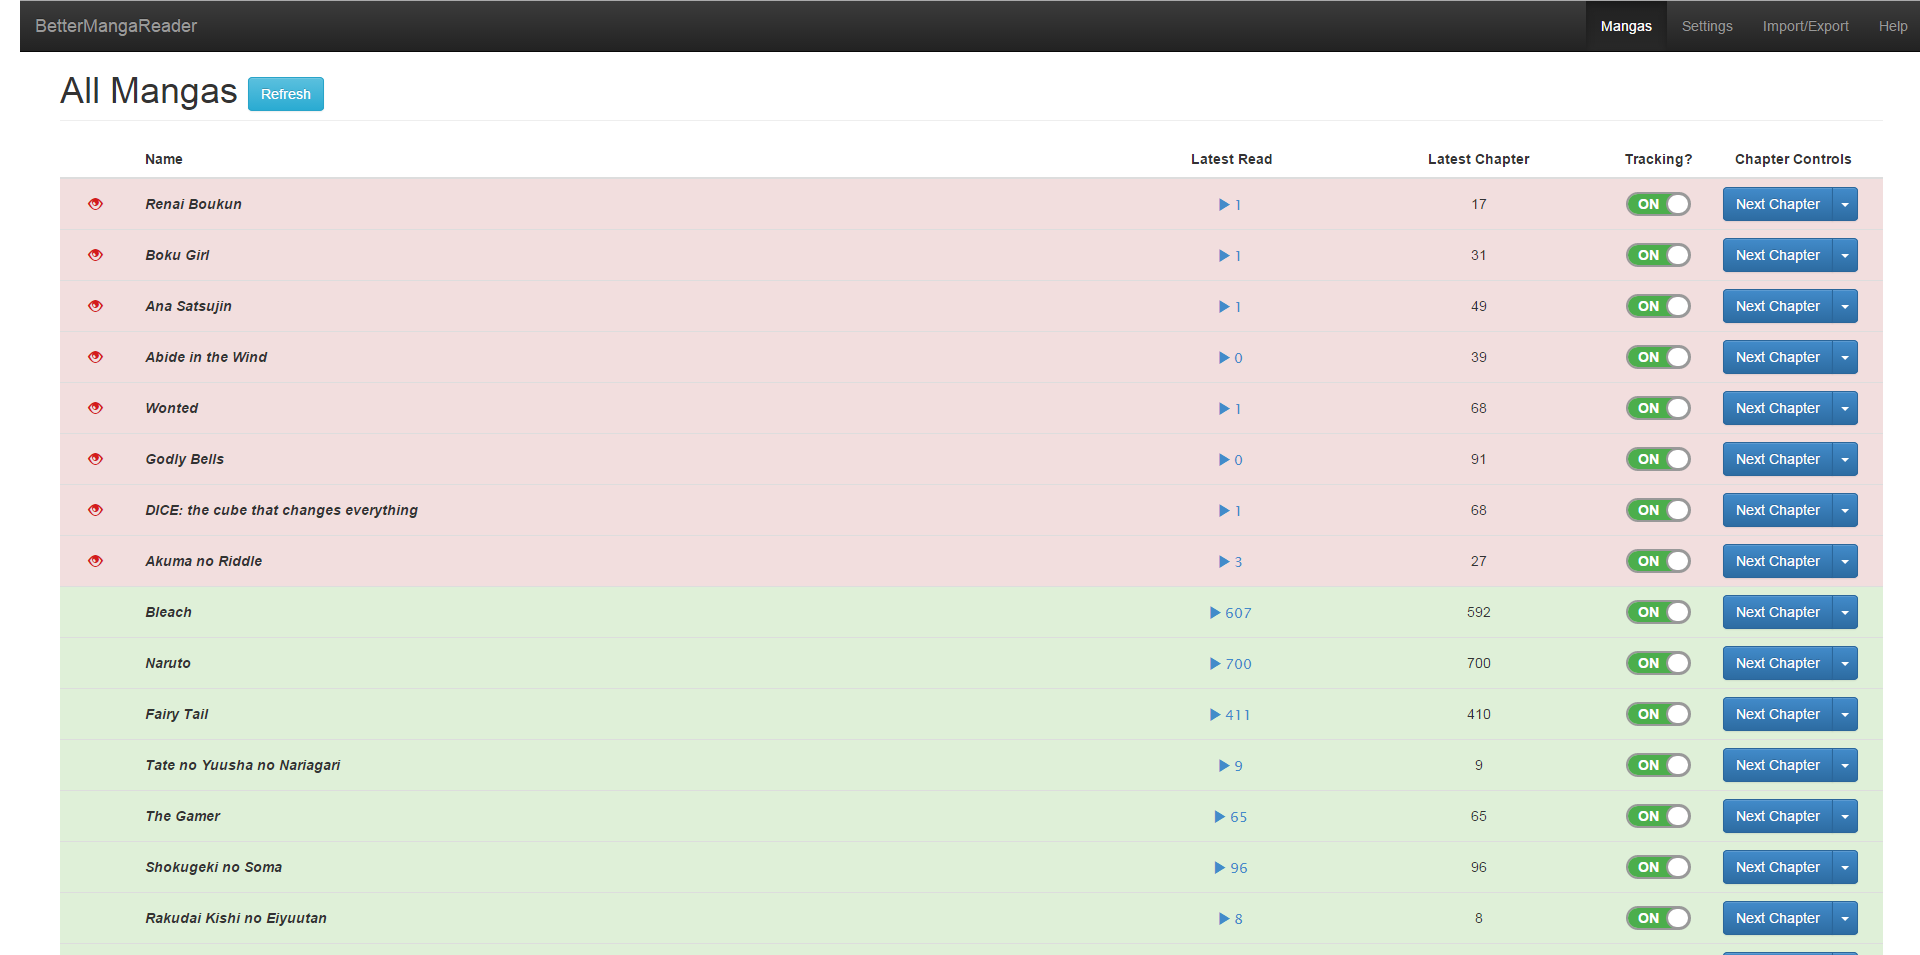 BetterMangaReader Mangas Settings Import/Export Help
All Mangas Refresh
Name Latest Read Latest Chapter Tracking? Chapter Controls
Renai Boukun 1 17 ON Next Chapter
Boku Girl 1 31 ON Next Chapter
Ana Satsujin 1 49 ON Next Chapter
Abide in the Wind 0 39 ON Next Chapter
Wonted 1 68 ON Next Chapter
Godly Bells 0 91 ON Next Chapter
DICE: the cube that changes everything 1 68 ON Next Chapter
Akuma no Riddle 3 27 ON Next Chapter
Bleach 607 592 ON Next Chapter
Naruto 700 700 ON Next Chapter
Fairy Tail 411 410 ON Next Chapter
Tate no Yuusha no Nariagari 9 9 ON Next Chapter
The Gamer 65 65 ON Next Chapter
Shokugeki no Soma 96 96 ON Next Chapter
Rakudai Kishi no Eiyuutan 8 8 ON Next Chapter